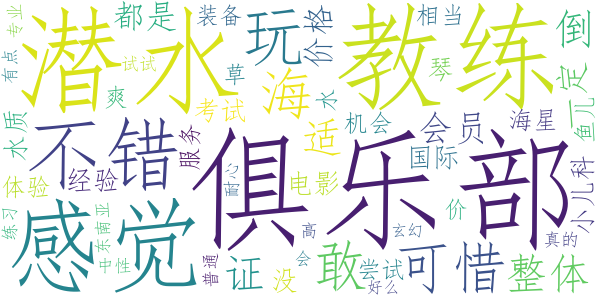 潜水
教练
俱乐部
感觉
不错
可惜
敢
玩
海
都是
装备
价格
相当
倒
定
琴
鱼
兀
专业
有点
试试
爽
草
考试
水
适
机会
会员
海星
水质
服务
经验
体验
耐心
电影
国际
价
小儿科
练习
中
东南亚
中性
普通
证
没
会
高
尝试
好么
玄幻
真的
整体